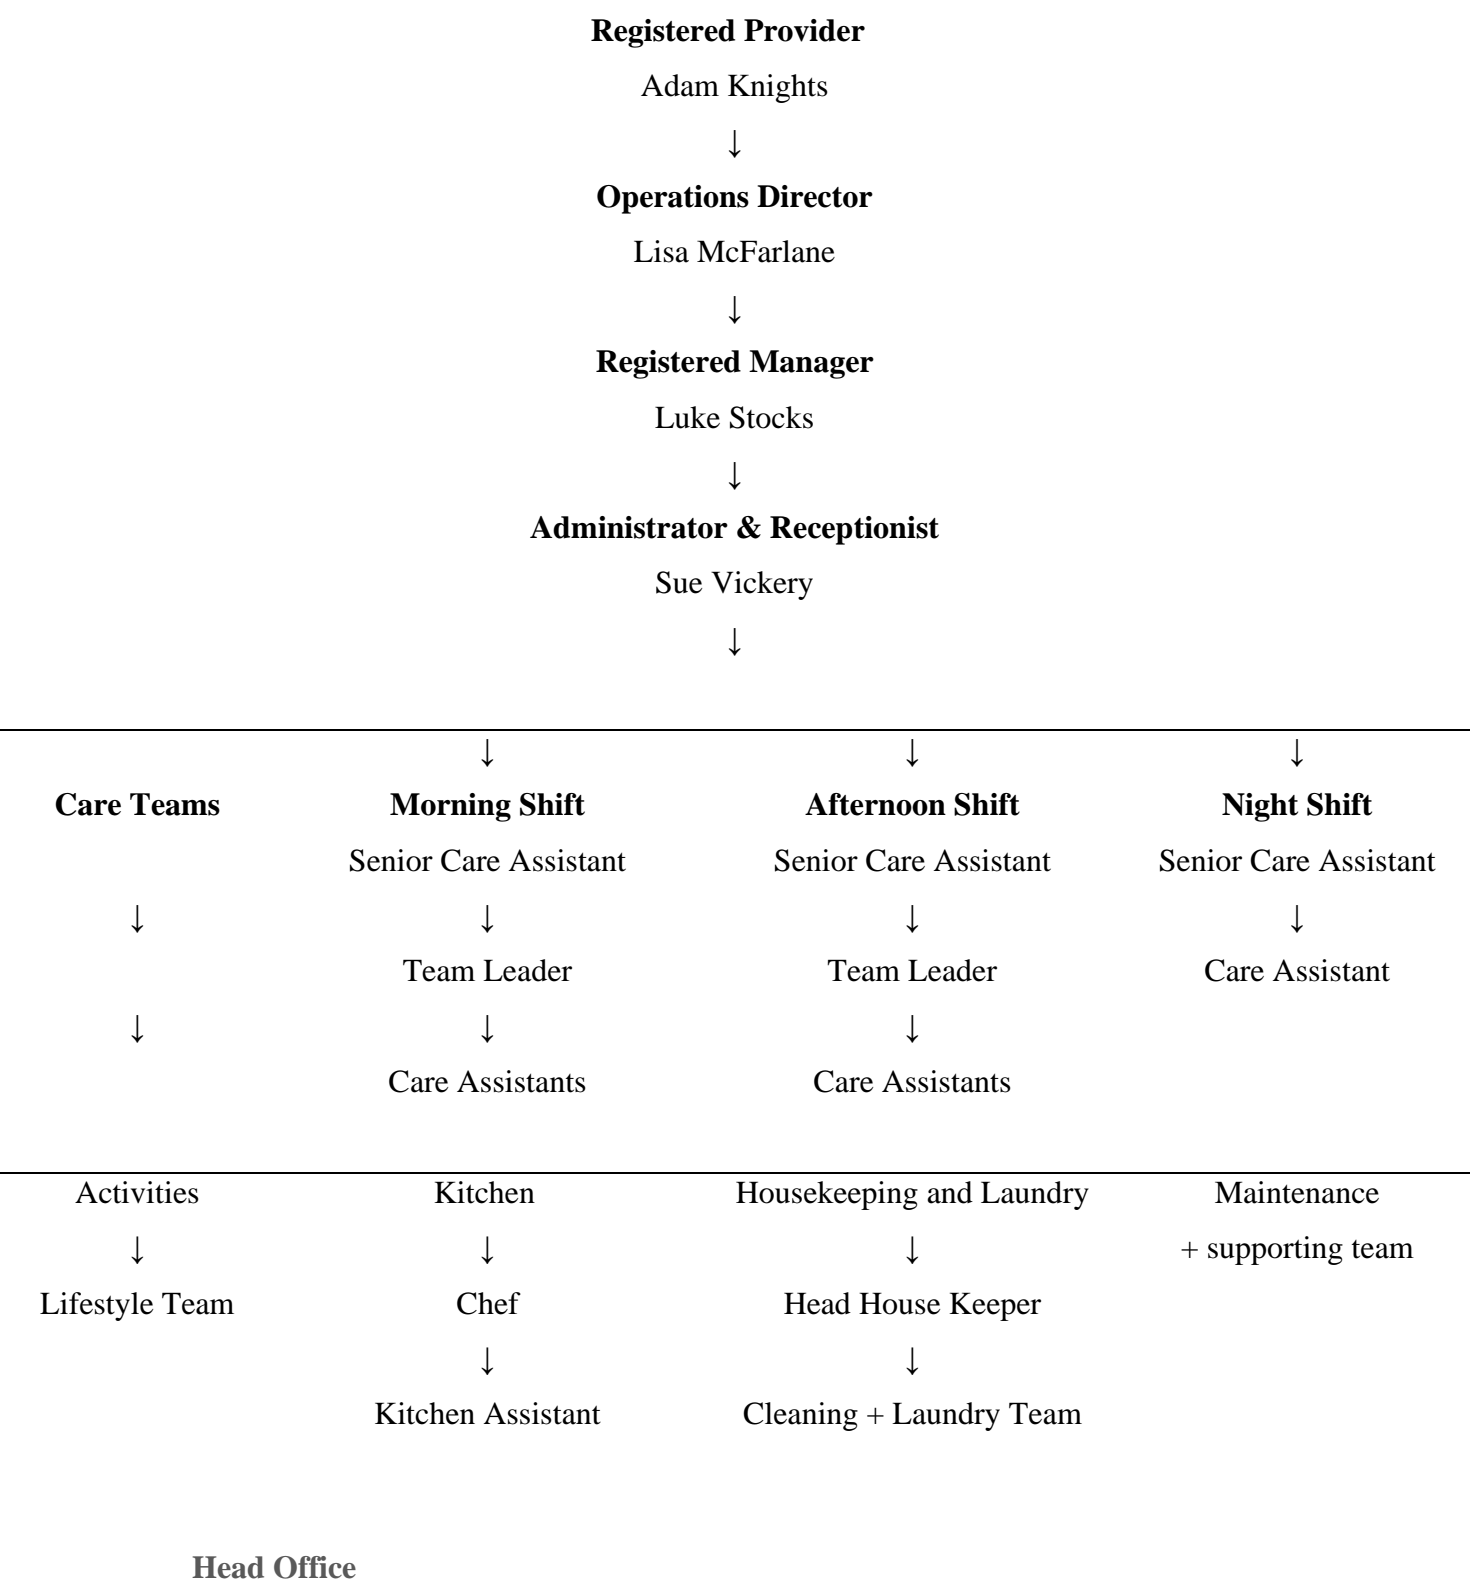 Registered Provider
Adam Knights
↓
Operations Director
Lisa McFarlane
↓
Registered Manager
Luke Stocks
↓
Administrator & Receptionist
Sue Vickery
↓
↓ ↓ ↓
Care Teams Morning Shift Afternoon Shift Night Shift
Senior Care Assistant Senior Care Assistant Senior Care Assistant
↓ ↓ ↓ ↓
Team Leader Team Leader Care Assistant
↓ ↓ ↓
Care Assistants Care Assistants
Activities Kitchen Housekeeping and Laundry Maintenance
↓ ↓ ↓ + supporting team
Lifestyle Team Chef Head House Keeper
↓ ↓
Kitchen Assistant Cleaning + Laundry Team
Head Office